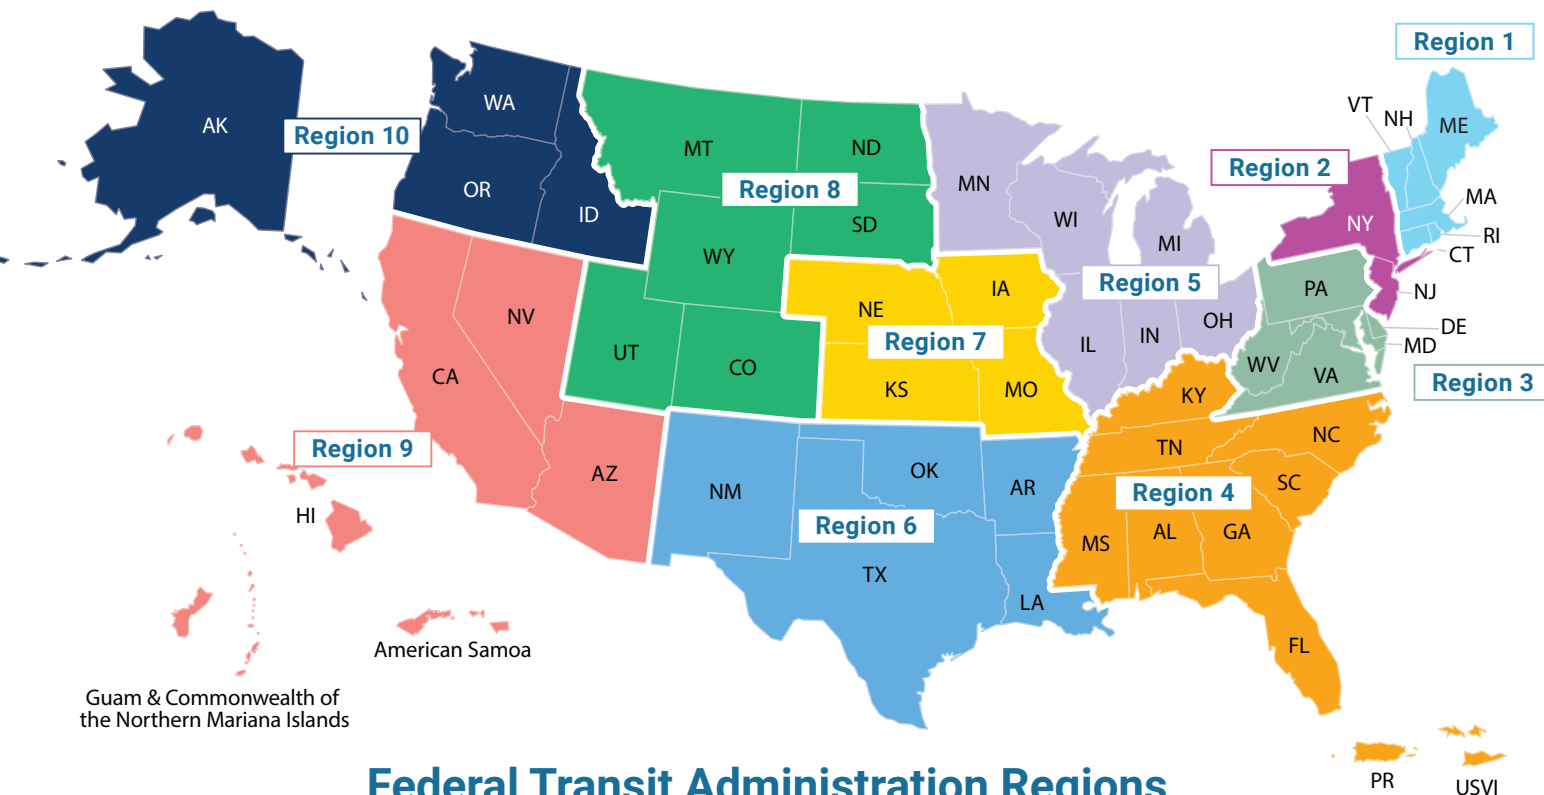 Region 1
VT
NH
ME
AK
WA
Region 10
MT
ND
Region 2
MN
OR
ID
Region 8
MA
WI
NY
SD
MI
RI
CT
WY
Region 5
PA
NJ
IA
NE
NV
OH
DE
IN
MD
Region 7
IL
UT
CO
WV
VA
CA
Region 3
KS
MO
KY
NC
TN
Region 9
AZ
OK
SC
NM
AR
Region 4
HI
Region 6
AL
GA
MS
TX
LA
FL
American Samoa
Guam & Commonwealth of
the Northern Mariana Islands
Federal Transit Administration Regions
PR
USVI